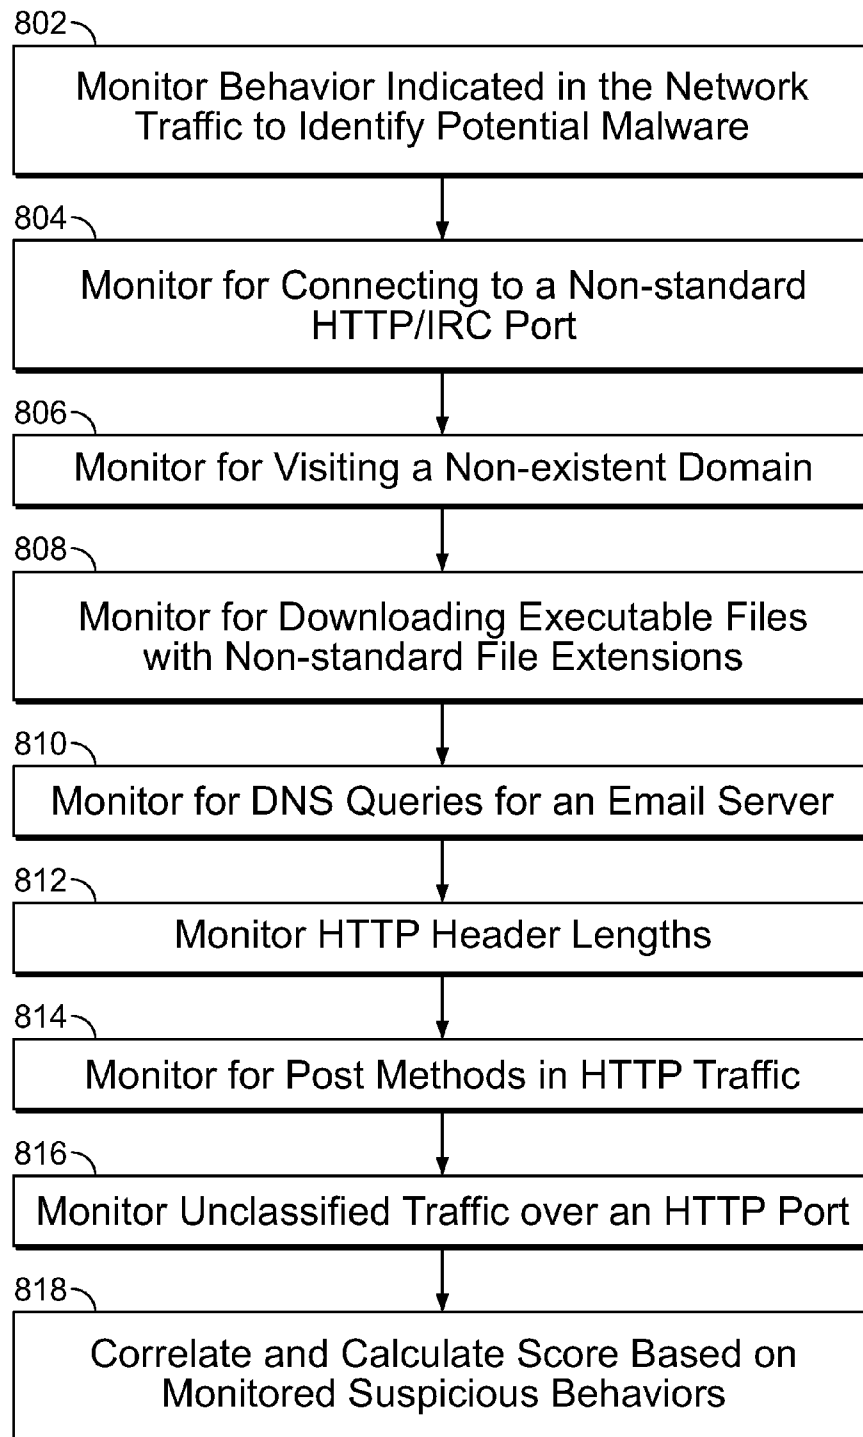 802
Monitor Behavior Indicated in the Network
Traffic to Identify Potential Malware
804
Monitor for Connecting to a Non-standard
HTTP/IRC Port
806
Monitor for Visiting a Non-existent Domain
808
Monitor for Downloading Executable Files
with Non-standard File Extensions
810
Monitor for DNS Queries for an Email Server
812
Monitor HTTP Header Lengths
814
Monitor for Post Methods in HTTP Traffic
816
Monitor Unclassified Traffic over an HTTP Port
818
Correlate and Calculate Score Based on
Monitored Suspicious Behaviors